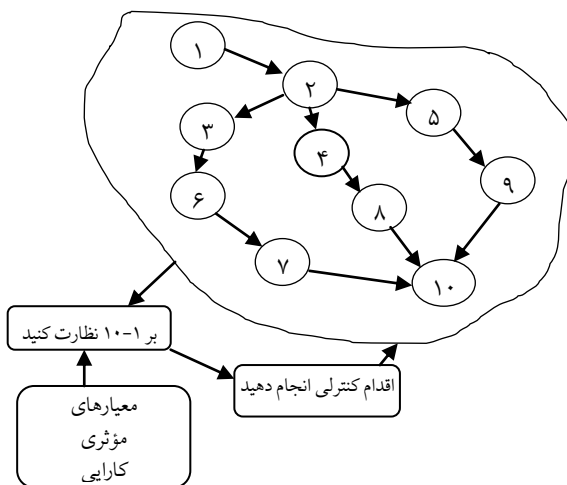 ۱
۲
۳
۴
۵
۶
۷
۸
۹
۱۰
بر ۱-۱۰ نظارت کنید
اقدام کنترلی انجام دهید
معیارهای
مؤثری
کارایی